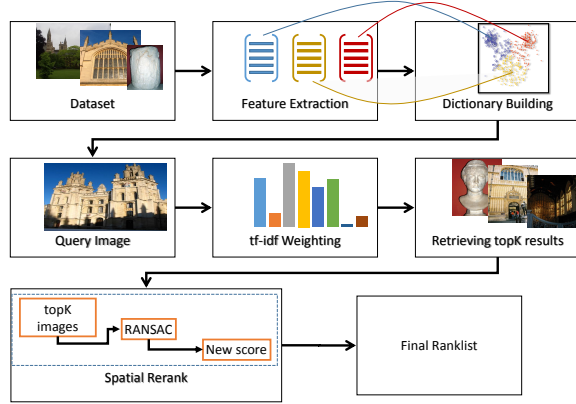 Dataset
Feature Extraction
Dictionary Building
Query Image
tf-idf Weighting
Retrieving topK results
topK
images
RANSAC
New score
Spatial Rerank
Final Ranklist